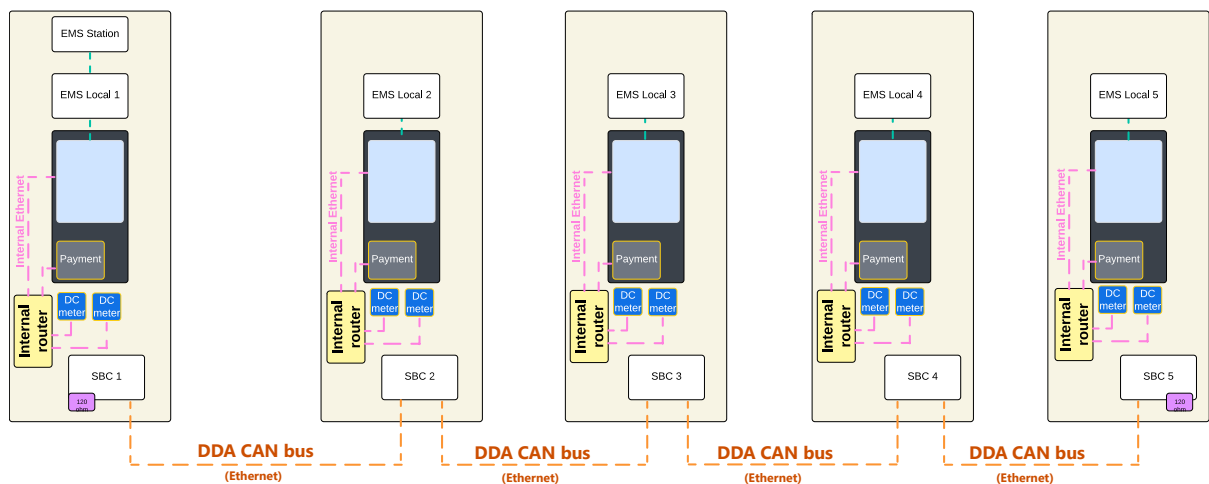 EMS Station
EMS Local 1
Internal Ethernet
Payment
DC
meter
DC
meter
Internal
router
SBC 1
120
ohm
EMS Local 2
Internal Ethernet
Payment
DC
meter
DC
meter
Internal
router
SBC 2
EMS Local 3
Internal Ethernet
Payment
DC
meter
DC
meter
Internal
router
SBC 3
EMS Local 4
Internal Ethernet
Payment
DC
meter
DC
meter
Internal
router
SBC 4
EMS Local 5
Internal Ethernet
Payment
DC
meter
DC
meter
Internal
router
SBC 5
120
ohm
DDA CAN bus
(Ethernet)
DDA CAN bus
(Ethernet)
DDA CAN bus
(Ethernet)
DDA CAN bus
(Ethernet)